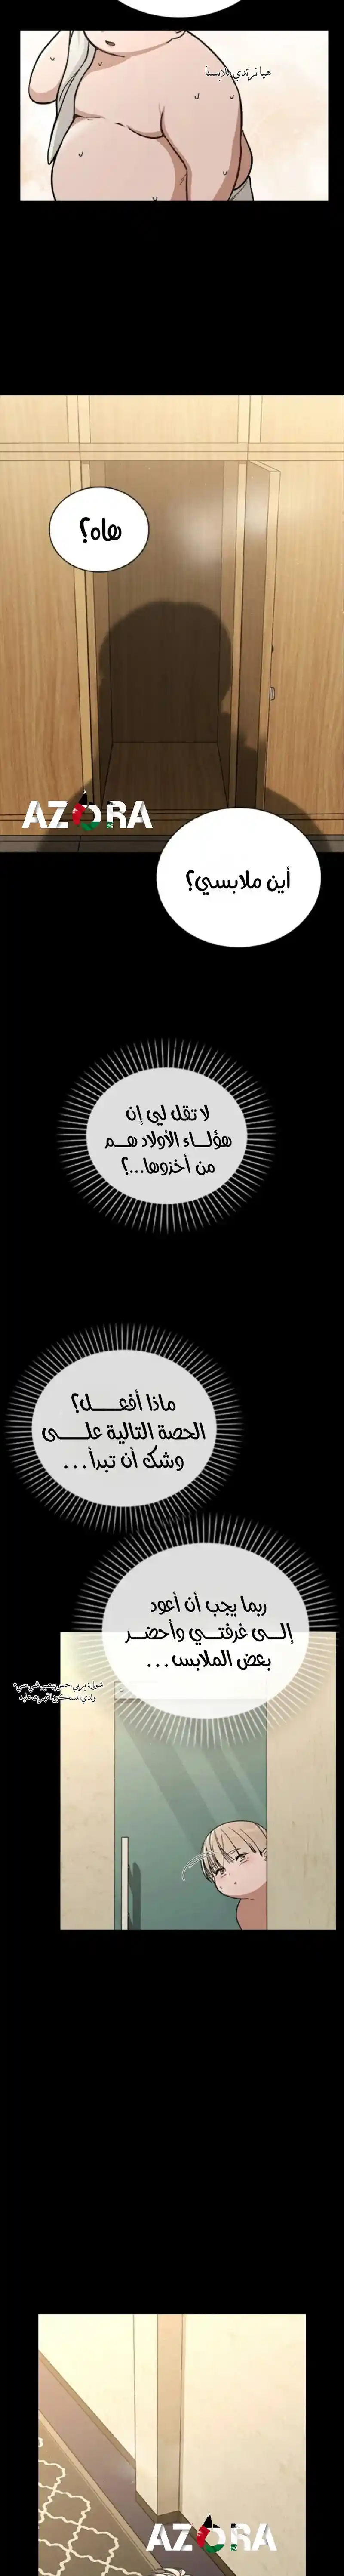 هيا نرتدي ملابسنا
هاه؟
AZORA
أين ملابسي؟
لا تقل لي إن
هؤلاء الأولاد هم
من أخذوها...؟
ماذا أفعل؟
الحصة التالية على
وشك أن تبدأ...
ربما يجب أن أعود
إلى غرفتي وأحضر
بعض الملابس...
AZORA